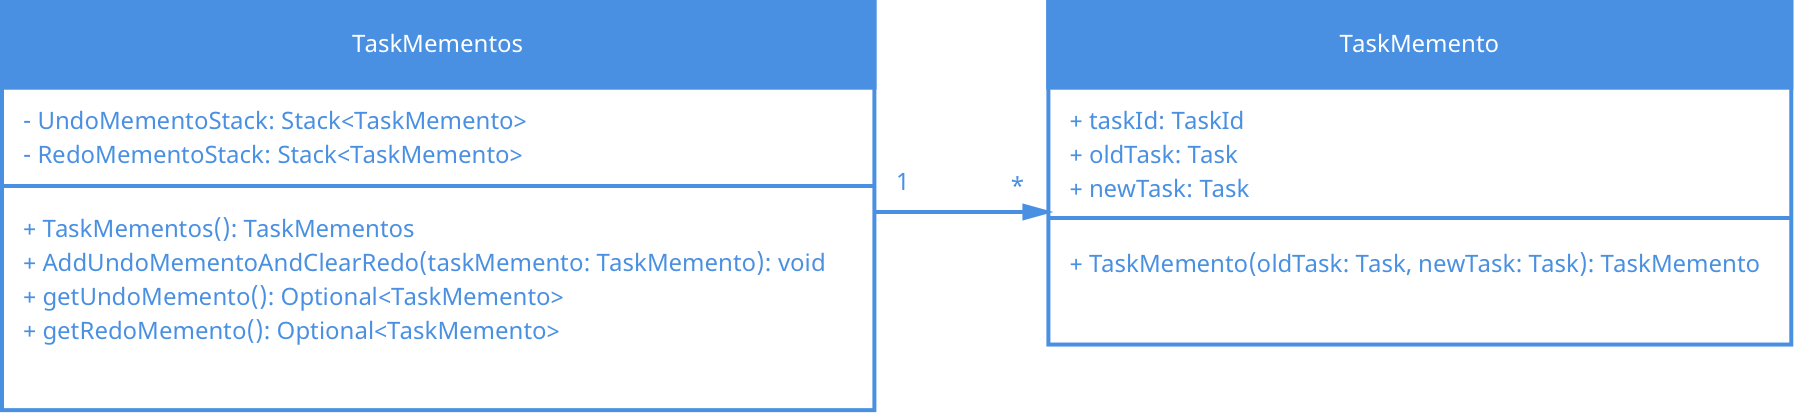 TaskMementos
- UndoMementoStack: Stack<TaskMemento>
- RedoMementoStack: Stack<TaskMemento>
+ TaskMementos(): TaskMementos
+ AddUndoMementoAndClearRedo(taskMemento: TaskMemento): void
+ getUndoMemento(): Optional<TaskMemento>
+ getRedoMemento(): Optional<TaskMemento>
1
*
TaskMemento
+ taskId: TaskId
+ oldTask: Task
+ newTask: Task
+ TaskMemento(oldTask: Task, newTask: Task): TaskMemento